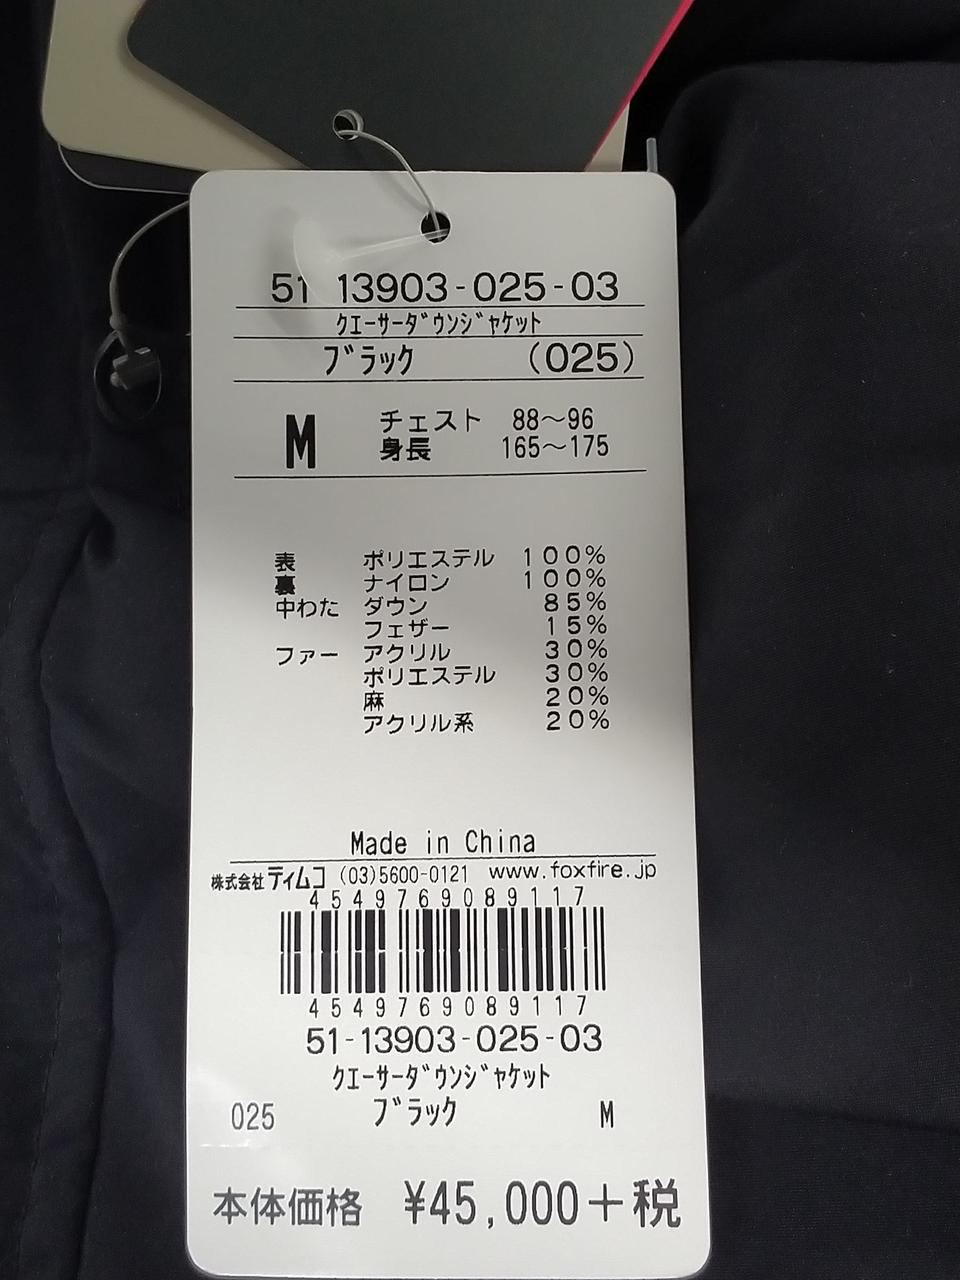 51-13903-025-03
ｸｴｰｻｰﾀﾞｳﾝｼﾞｬｹｯﾄ
ﾌﾞﾗｯｸ (025)
M チェスト 88～96
身長 165～175
表 ポリエステル 100%
裏 ナイロン 100%
中わた ダウン 85%
フェザー 15%
ファー アクリル 30%
ポリエステル 30%
麻 20%
アクリル系 20%
Made in China
株式会社 ティムコ (03)5600-0121 www.foxfire.jp
4549769089117
4549769089117
51-13903-025-03
ｸｴｰｻｰﾀﾞｳﾝｼﾞｬｹｯﾄ
025 ﾌﾞﾗｯｸ M
本体価格 ¥45,000+税